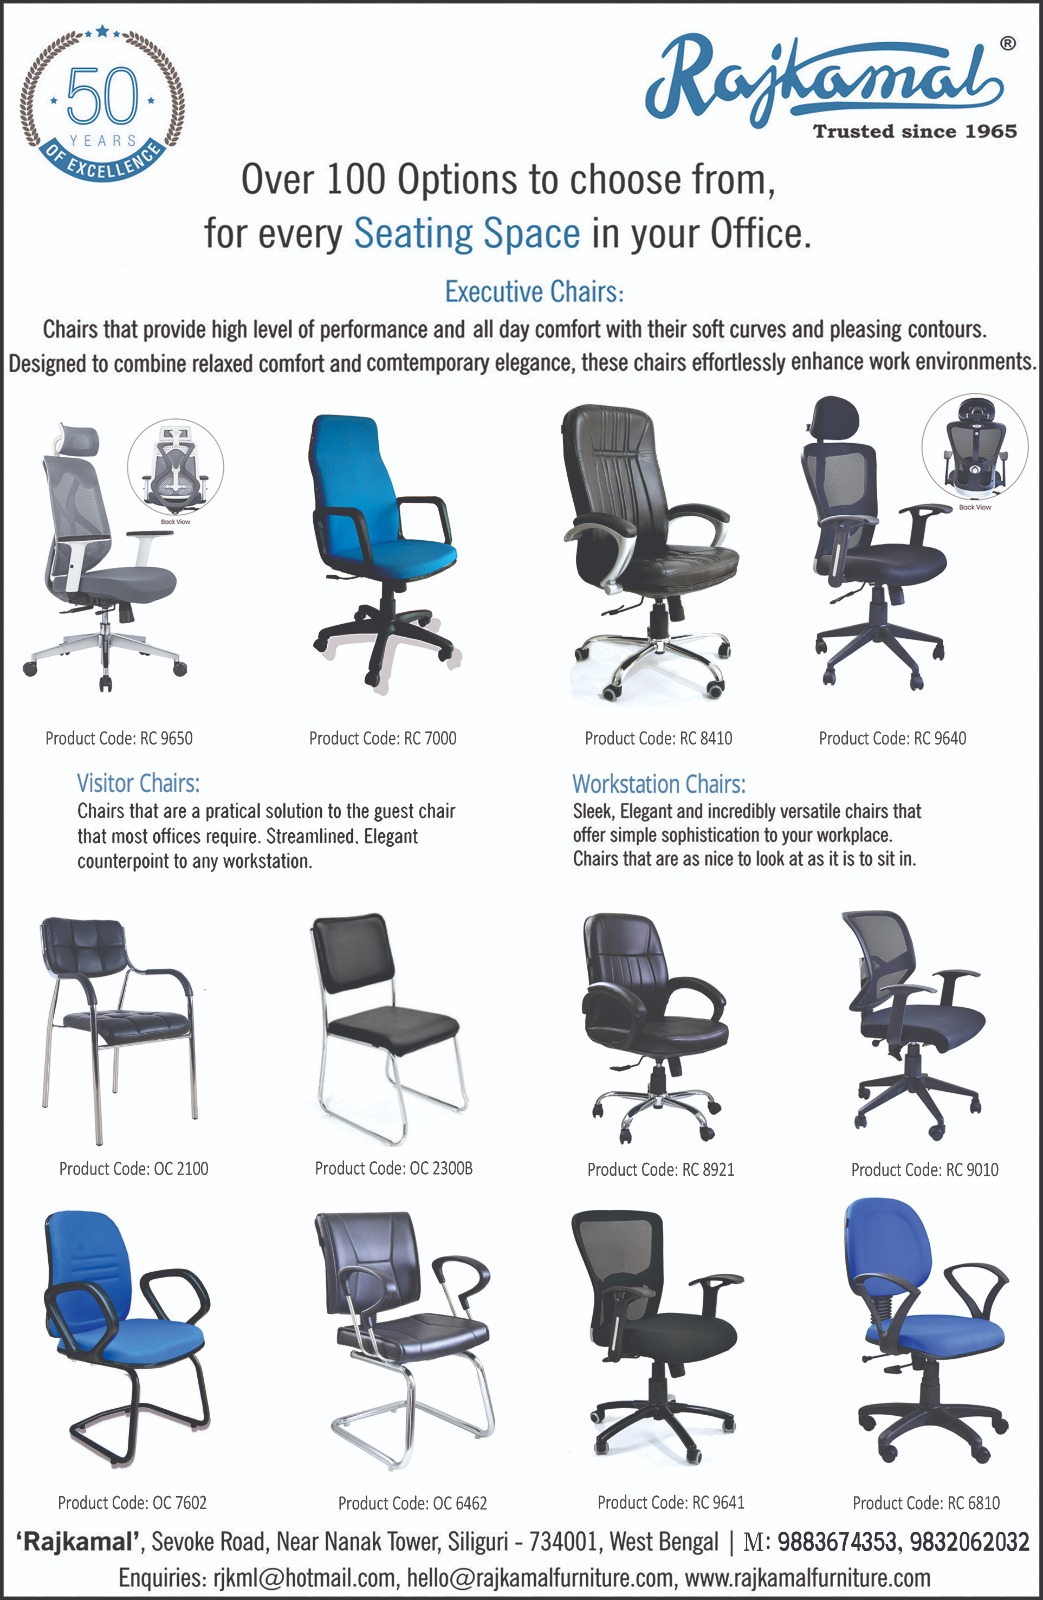 50
YEARS
OF EXCELLENCE
Rajkamal®
Trusted since 1965
Over 100 Options to choose from,
for every Seating Space in your Office.
Executive Chairs:
Chairs that provide high level of performance and all day comfort with their soft curves and pleasing contours.
Designed to combine relaxed comfort and comtemporary elegance, these chairs effortlessly enhance work environments.
Back View
Back View
Product Code: RC 9650
Product Code: RC 7000
Product Code: RC 8410
Product Code: RC 9640
Visitor Chairs:
Chairs that are a pratical solution to the guest chair
that most offices require. Streamlined. Elegant
counterpoint to any workstation.
Workstation Chairs:
Sleek, Elegant and incredibly versatile chairs that
offer simple sophistication to your workplace.
Chairs that are as nice to look at as it is to sit in.
Product Code: OC 2100
Product Code: OC 2300B
Product Code: RC 8921
Product Code: RC 9010
Product Code: OC 7602
Product Code: OC 6462
Product Code: RC 9641
Product Code: RC 6810
‘Rajkamal’, Sevoke Road, Near Nanak Tower, Siliguri - 734001, West Bengal | M: 9883674353, 9832062032
Enquiries: rjkml@hotmail.com, hello@rajkamalfurniture.com, www.rajkamalfurniture.com